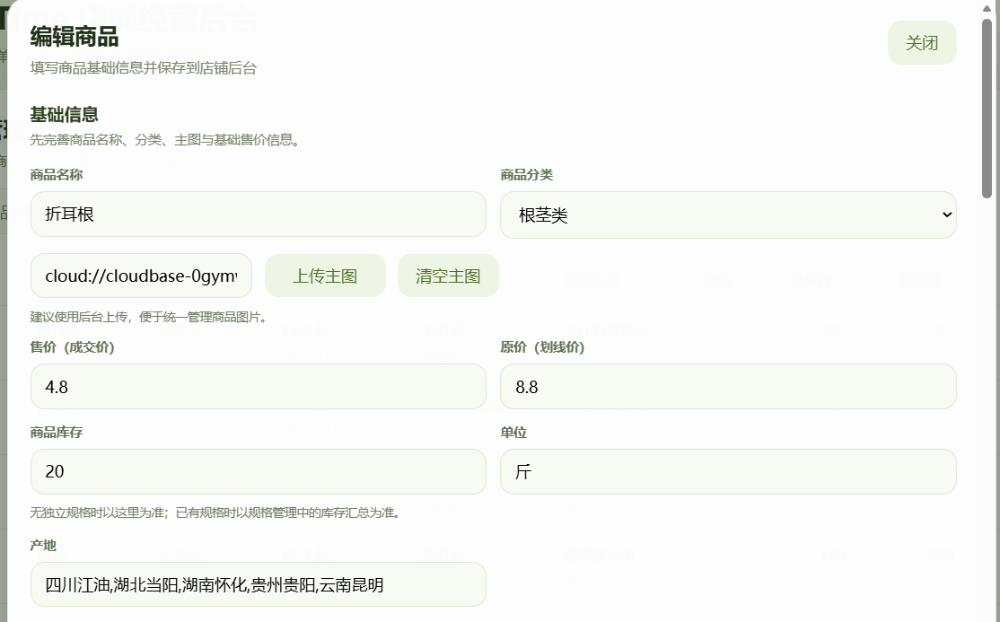 编辑商品
关闭
填写商品基础信息并保存到店铺后台
基础信息
先完善商品名称、分类、主图与基础售价信息。
商品名称
商品分类
折耳根
根茎类
cloud://cloudbase-0gym
上传主图
清空主图
建议使用后台上传，便于统一管理商品图片。
售价（成交价）
原价（划线价）
4.8
8.8
商品库存
单位
20
斤
无独立规格时以这里为准；已有规格时以规格管理中的库存汇总为准。
产地
四川江油,湖北当阳,湖南怀化,贵州贵阳,云南昆明